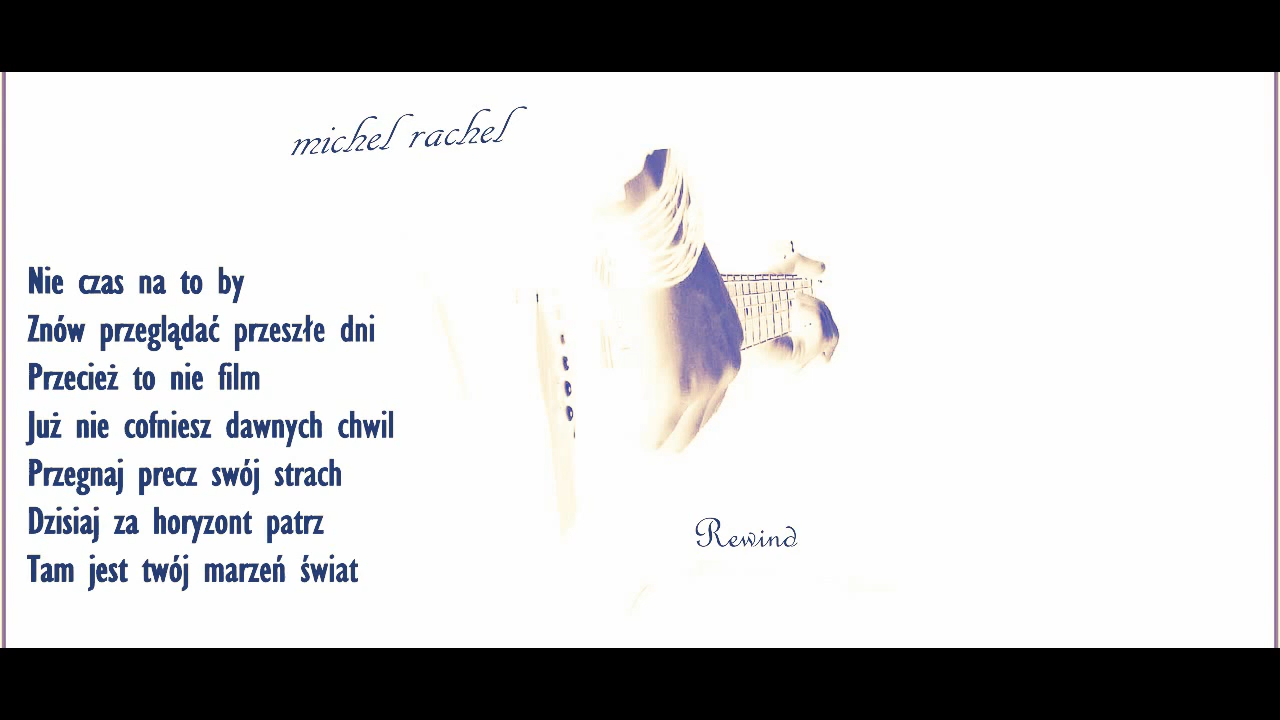 michel rachel
Nie czas na to by
Znów przeglądać przeszłe dni
Przecież to nie film
Już nie cofniesz dawnych chwil
Przegnaj precz swój strach
Dzisiaj za horyzont patrz
Tam jest twój marzeń świat
Rewind